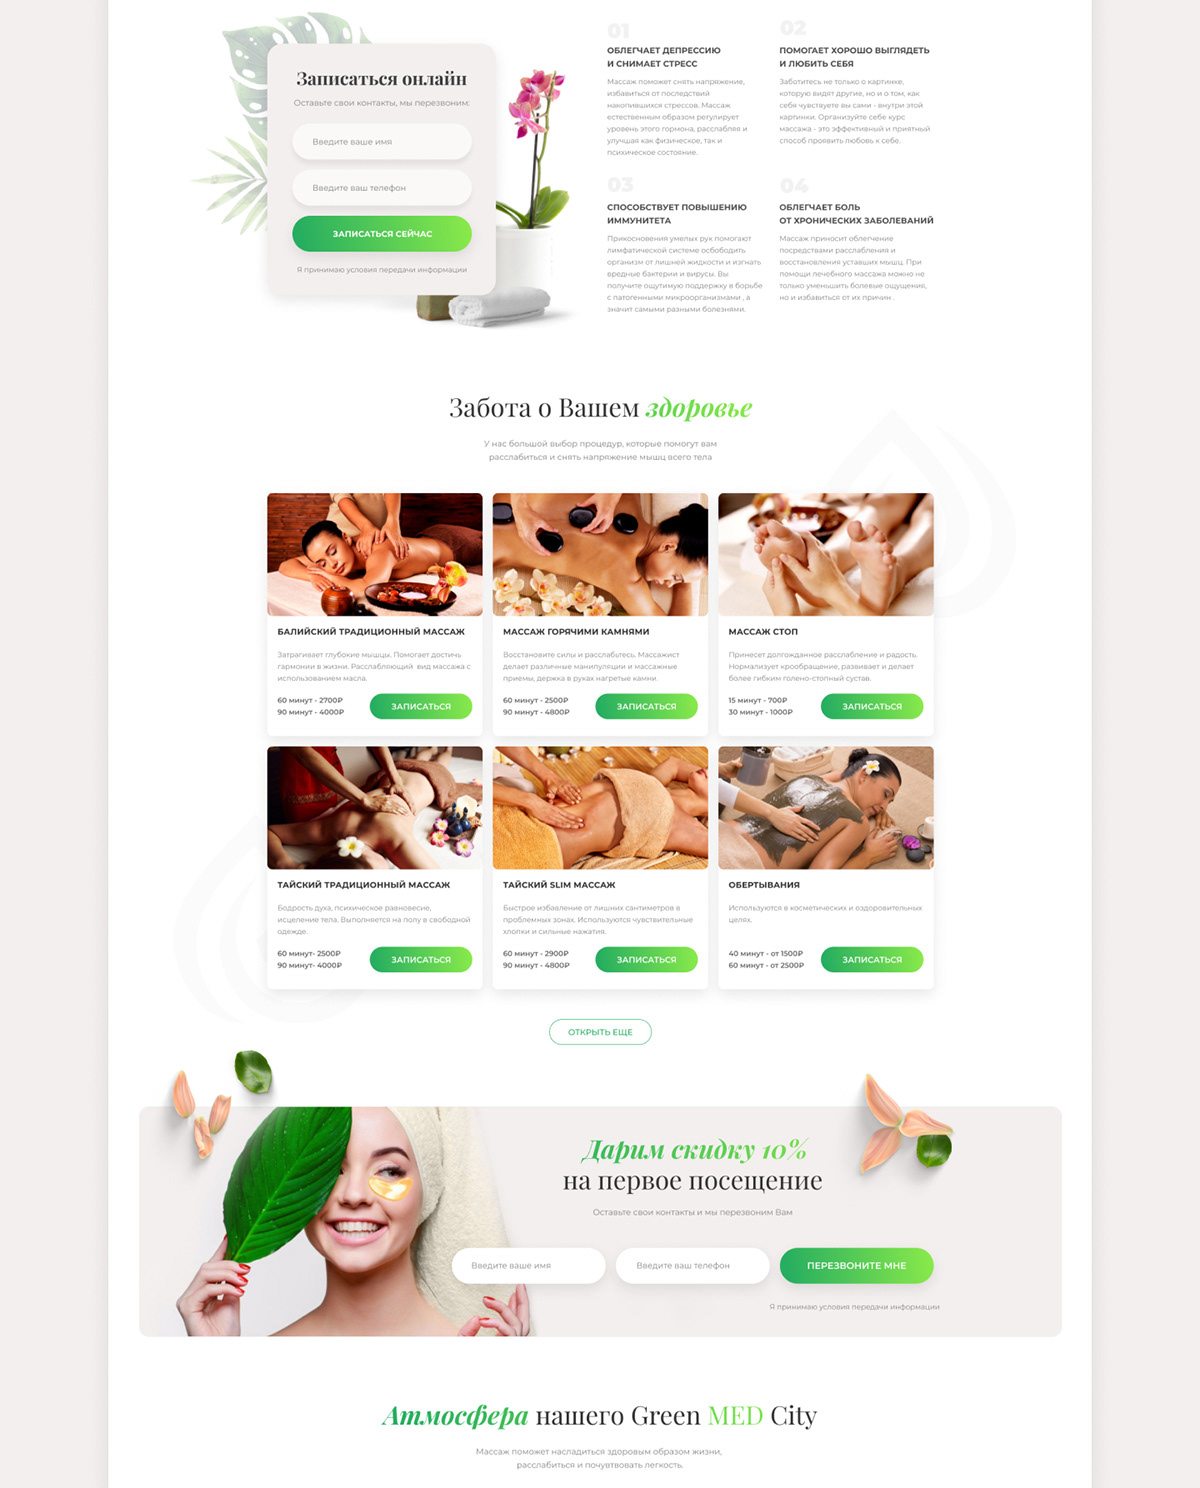 Записаться онлайн
Оставьте свои контакты, мы перезвоним:
Введите ваше имя
Введите ваш телефон
ЗАПИСАТЬСЯ СЕЙЧАС
Я принимаю условия передачи информации
01
ОБЛЕГЧАЕТ ДЕПРЕССИЮ
И СНИМАЕТ СТРЕСС
Массаж поможет снять напряжение,
избавиться от последствий
накопившихся стрессов. Массаж
естественным образом регулирует
уровень этого гормона, расслабляя и
улучшая как физическое, так и
психическое состояние.
02
ПОМОГАЕТ ХОРОШО ВЫГЛЯДЕТЬ
И ЛЮБИТЬ СЕБЯ
Заботитесь не только о картинке,
которую видят другие, но и о том, как
себя чувствуете вы сами - внутри этой
картинки. Организуйте себе курс
массажа - это эффективный и приятный
способ проявить любовь к себе.
03
СПОСОБСТВУЕТ ПОВЫШЕНИЮ
ИММУНИТЕТА
Прикосновения умелых рук помогают
лимфатической системе освободить
организм от лишней жидкости и изгнать
вредные бактерии и вирусы. Вы
получите ощутимую поддержку в борьбе
с патогенными микроорганизмами , а
значит самыми разными болезнями.
04
ОБЛЕГЧАЕТ БОЛЬ
ОТ ХРОНИЧЕСКИХ ЗАБОЛЕВАНИЙ
Массаж приносит облегчение
посредствами расслабления и
восстановления уставших мышц. При
помощи лечебного массажа можно не
только уменьшить болевые ощущения,
но и избавиться от их причин .
Забота о Вашем здоровье
У нас большой выбор процедур, которые помогут вам
расслабиться и снять напряжение мышц всего тела
БАЛИЙСКИЙ ТРАДИЦИОННЫЙ МАССАЖ
Затрагивает глубокие мышцы. Помогает достичь
гармонии в жизни. Расслабляющий вид массажа с
использованием масла.
60 минут - 2700₽
90 минут - 4000₽
ЗАПИСАТЬСЯ
МАССАЖ ГОРЯЧИМИ КАМНЯМИ
Восстановите силы и расслабьтесь. Массажист
делает различные манипуляции и массажные
приемы, держка в руках нагретые камни.
60 минут - 2500₽
90 минут - 4800₽
ЗАПИСАТЬСЯ
МАССАЖ СТОП
Принесет долгожданное расслабление и радость.
Нормализует крообращение, развивает и делает
более гибким голено-стопный сустав.
15 минут - 700₽
30 минут - 1000₽
ЗАПИСАТЬСЯ
ТАЙСКИЙ ТРАДИЦИОННЫЙ МАССАЖ
Бодрость духа, психическое равновесие,
исцеление тела. Выполняется на полу в свободной
одежде.
60 минут- 2500₽
90 минут- 4000₽
ЗАПИСАТЬСЯ
ТАЙСКИЙ SLIM МАССАЖ
Быстрое избавление от лишних сантиметров в
проблемных зонах. Используются чувствительные
хлопки и сильные нажатия.
60 минут - 2900₽
90 минут - 4800₽
ЗАПИСАТЬСЯ
ОБЕРТЫВАНИЯ
Используются в косметических и оздоровительных
целях.
40 минут - от 1500₽
60 минут - от 2500₽
ЗАПИСАТЬСЯ
ОТКРЫТЬ ЕЩЕ
Дарим скидку 10%
на первое посещение
Оставьте свои контакты и мы перезвоним Вам
Введите ваше имя
Введите ваш телефон
ПЕРЕЗВОНИТЕ МНЕ
Я принимаю условия передачи информации
Атмосфера нашего Green MED City
Массаж поможет насладиться здоровым образом жизни,
расслабиться и почувтвовать легкость.